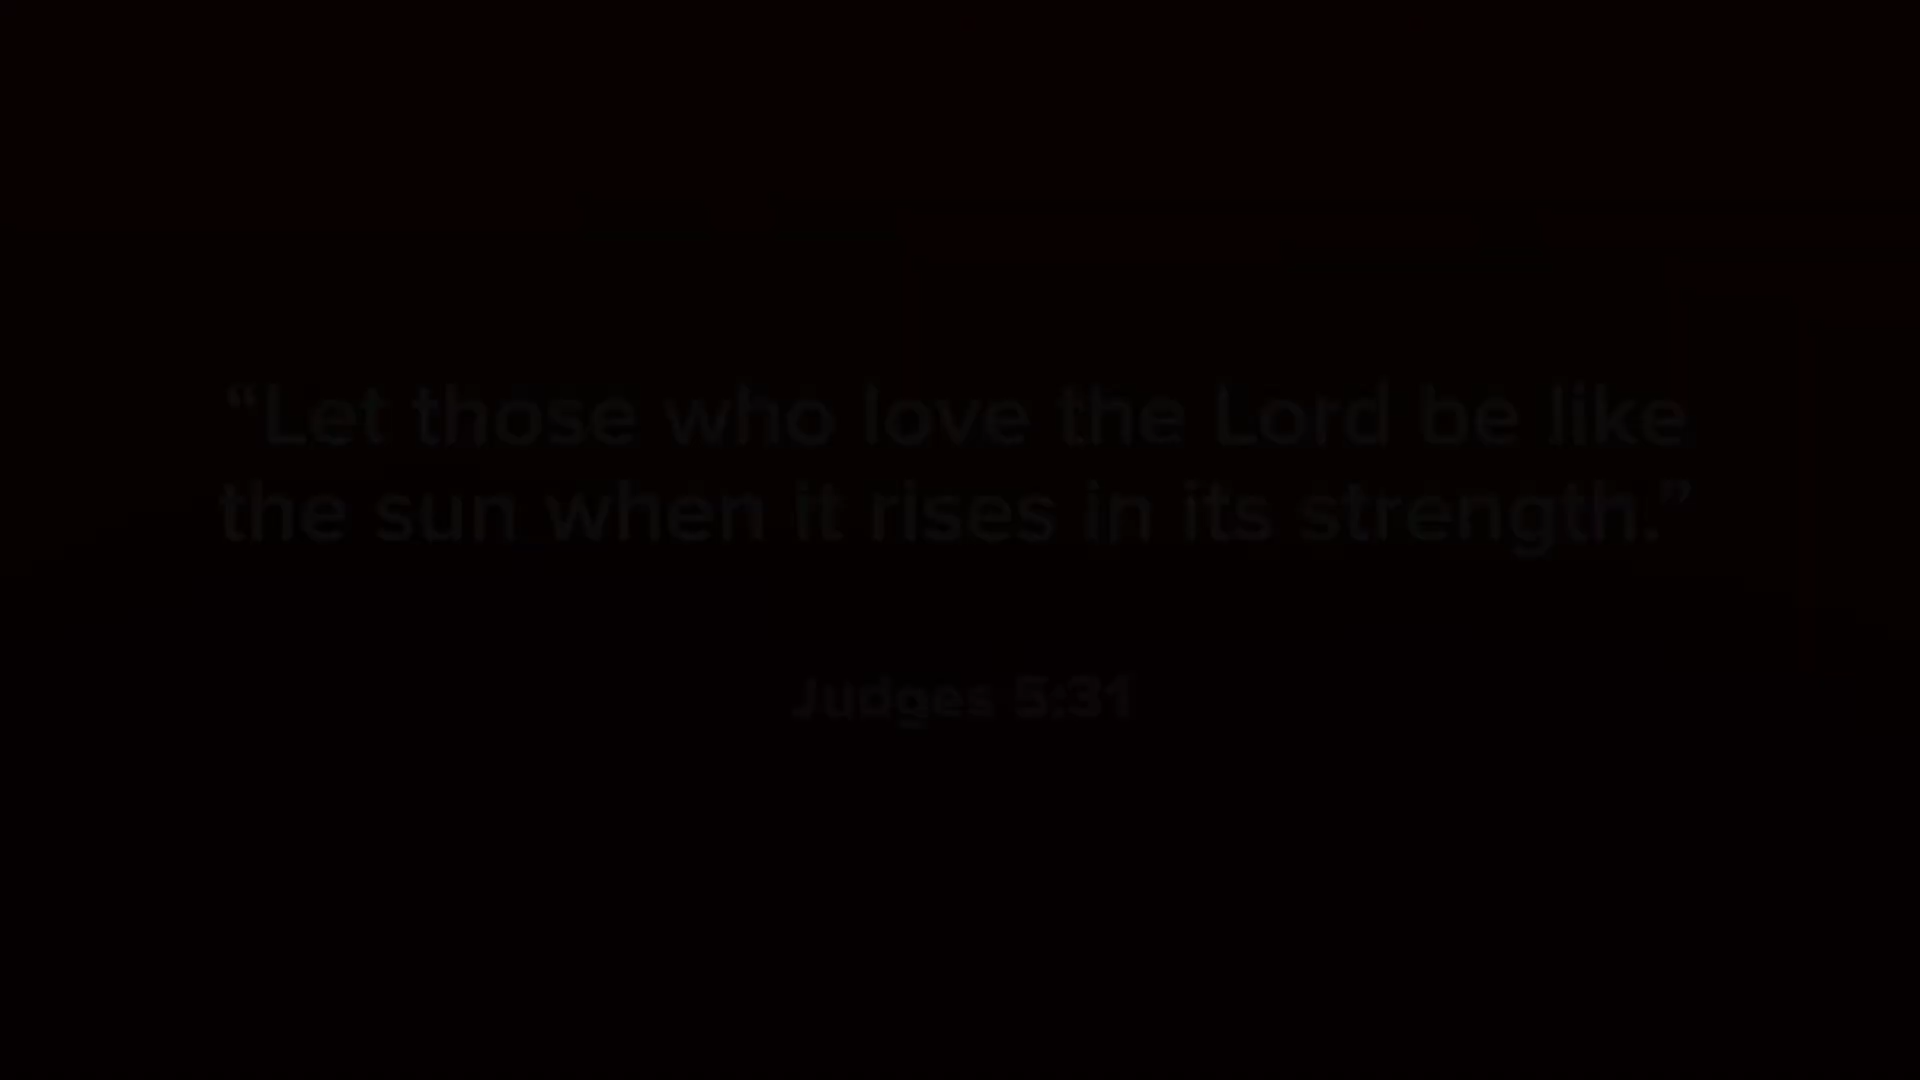 “Let those who love the Lord be like
the sun when it rises in its strength.”
Judges 5:31